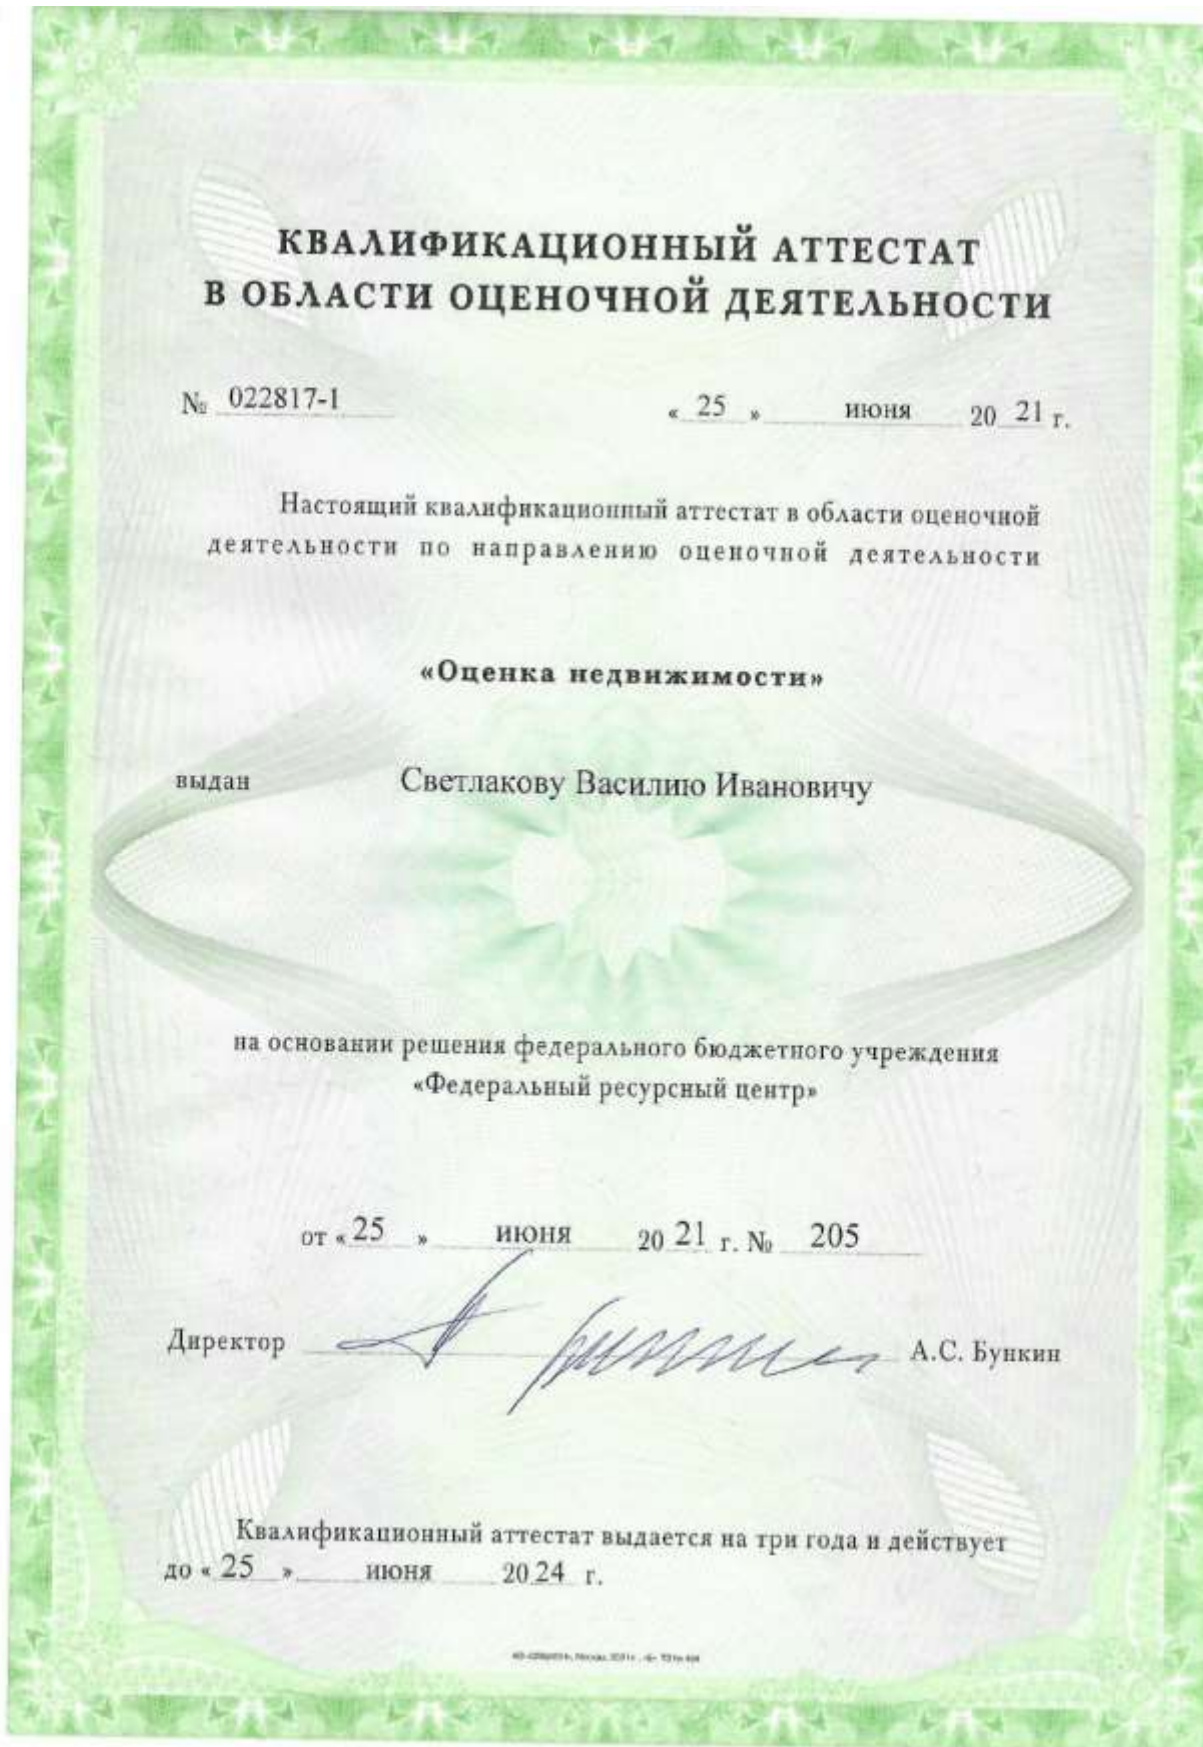 КВАЛИФИКАЦИОННЫЙ АТТЕСТАТ
В ОБЛАСТИ ОЦЕНОЧНОЙ ДЕЯТЕЛЬНОСТИ
№ 022817-1 « 25 » июня 20 21 г.
Настоящий квалификационный аттестат в области оценочной
деятельности по направлению оценочной деятельности
«Оценка недвижимости»
выдан Светлакову Василию Ивановичу
на основании решения федерального бюджетного учреждения
«Федеральный ресурсный центр»
от « 25 » июня 20 21 г. № 205
Директор А.С. Бункин
Квалификационный аттестат выдается на три года и действует
до « 25 » июня 20 24 г.